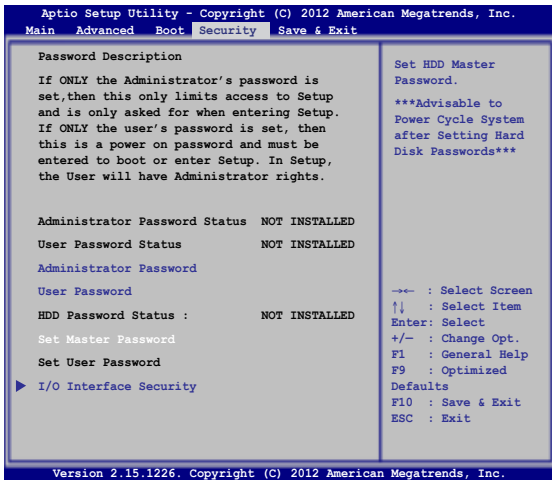 Aptio Setup Utility - Copyright (C) 2012 American Megatrends, Inc.
Main Advanced Boot Security Save & Exit
Password Description
If ONLY the Administrator's password is
set,then this only limits access to Setup
and is only asked for when entering Setup.
If ONLY the user's password is set, then
this is a power on password and must be
entered to boot or enter Setup. In Setup,
the User will have Administrator rights.
Administrator Password Status NOT INSTALLED
User Password Status NOT INSTALLED
Administrator Password
User Password
HDD Password Status : NOT INSTALLED
Set Master Password
Set User Password
I/O Interface Security
Set HDD Master
Password.
***Advisable to
Power Cycle System
after Setting Hard
Disk Passwords***
→← : Select Screen
↑↓ : Select Item
Enter: Select
+/— : Change Opt.
F1 : General Help
F9 : Optimized
Defaults
F10 : Save & Exit
ESC : Exit
Version 2.15.1226. Copyright (C) 2012 American Megatrends, Inc.